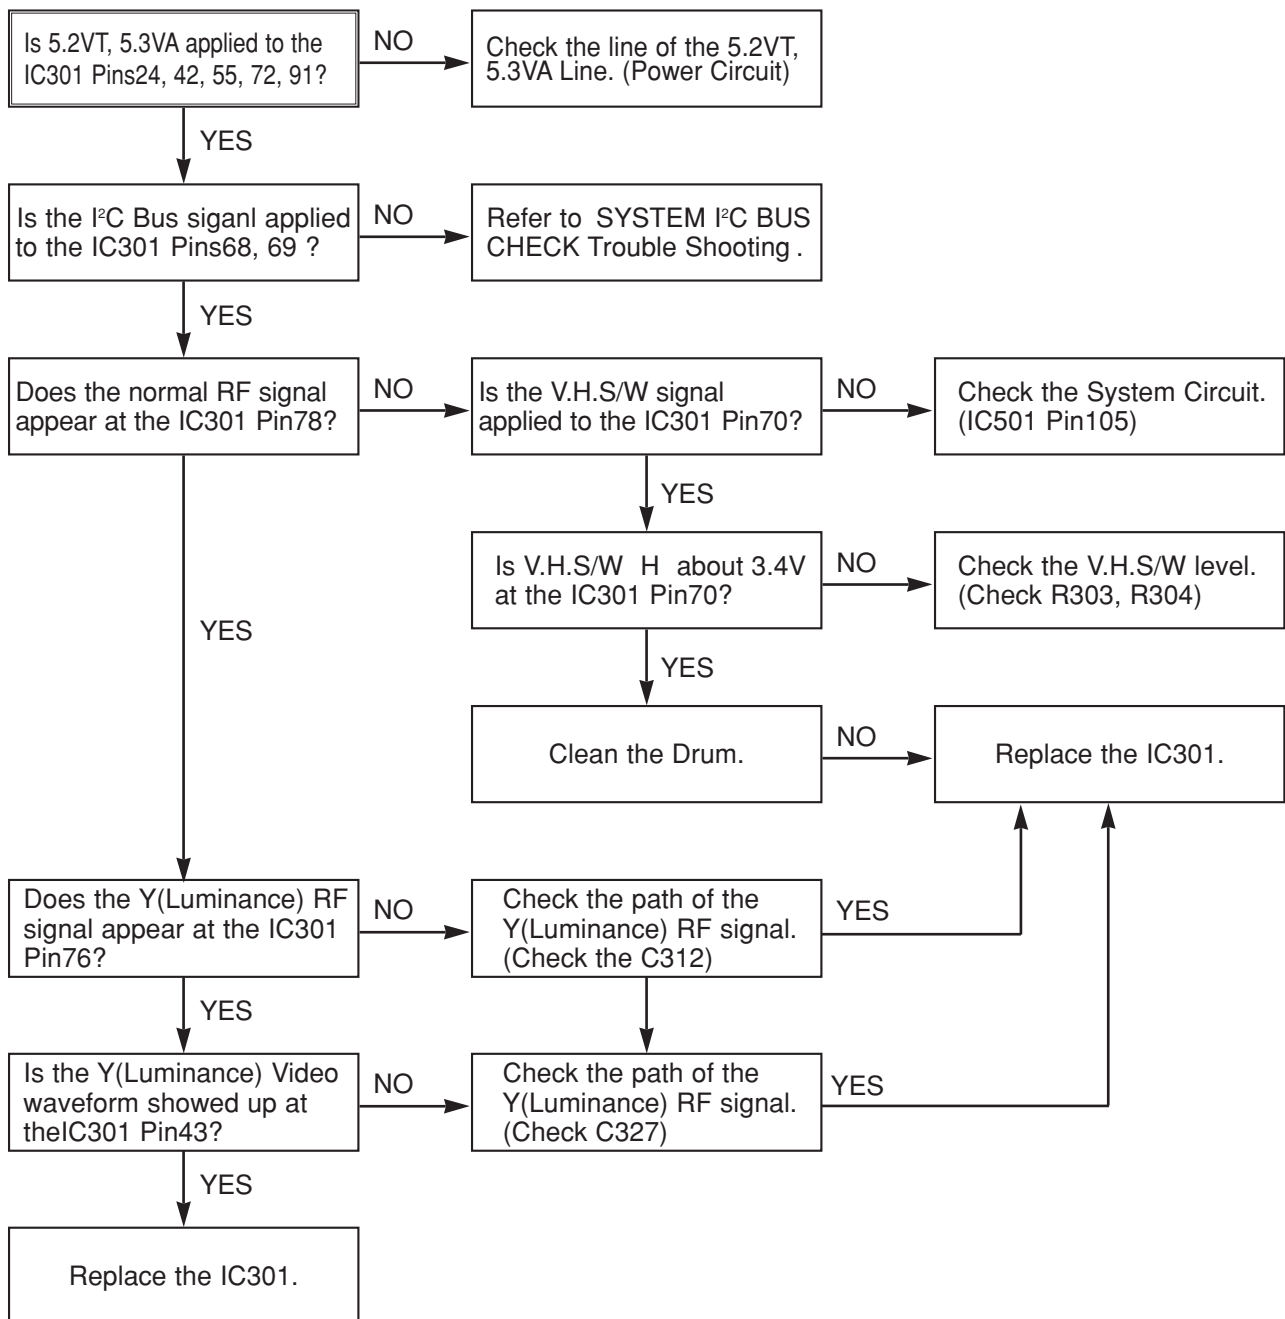 Is 5.2VT, 5.3VA applied to the
IC301 Pins24, 42, 55, 72, 91?
NO
Check the line of the 5.2VT,
5.3VA Line. (Power Circuit)
YES
Is the I²C Bus siganl applied
to the IC301 Pins68, 69 ?
NO
Refer to SYSTEM I²C BUS
CHECK Trouble Shooting .
YES
Does the normal RF signal
appear at the IC301 Pin78?
NO
Is the V.H.S/W signal
applied to the IC301 Pin70?
NO
Check the System Circuit.
(IC501 Pin105)
YES
Is V.H.S/W H about 3.4V
at the IC301 Pin70?
NO
Check the V.H.S/W level.
(Check R303, R304)
YES
YES
Clean the Drum.
NO
Replace the IC301.
Does the Y(Luminance) RF
signal appear at the IC301
Pin76?
NO
Check the path of the
Y(Luminance) RF signal.
(Check the C312)
YES
YES
Is the Y(Luminance) Video
waveform showed up at
theIC301 Pin43?
NO
Check the path of the
Y(Luminance) RF signal.
(Check C327)
YES
YES
Replace the IC301.